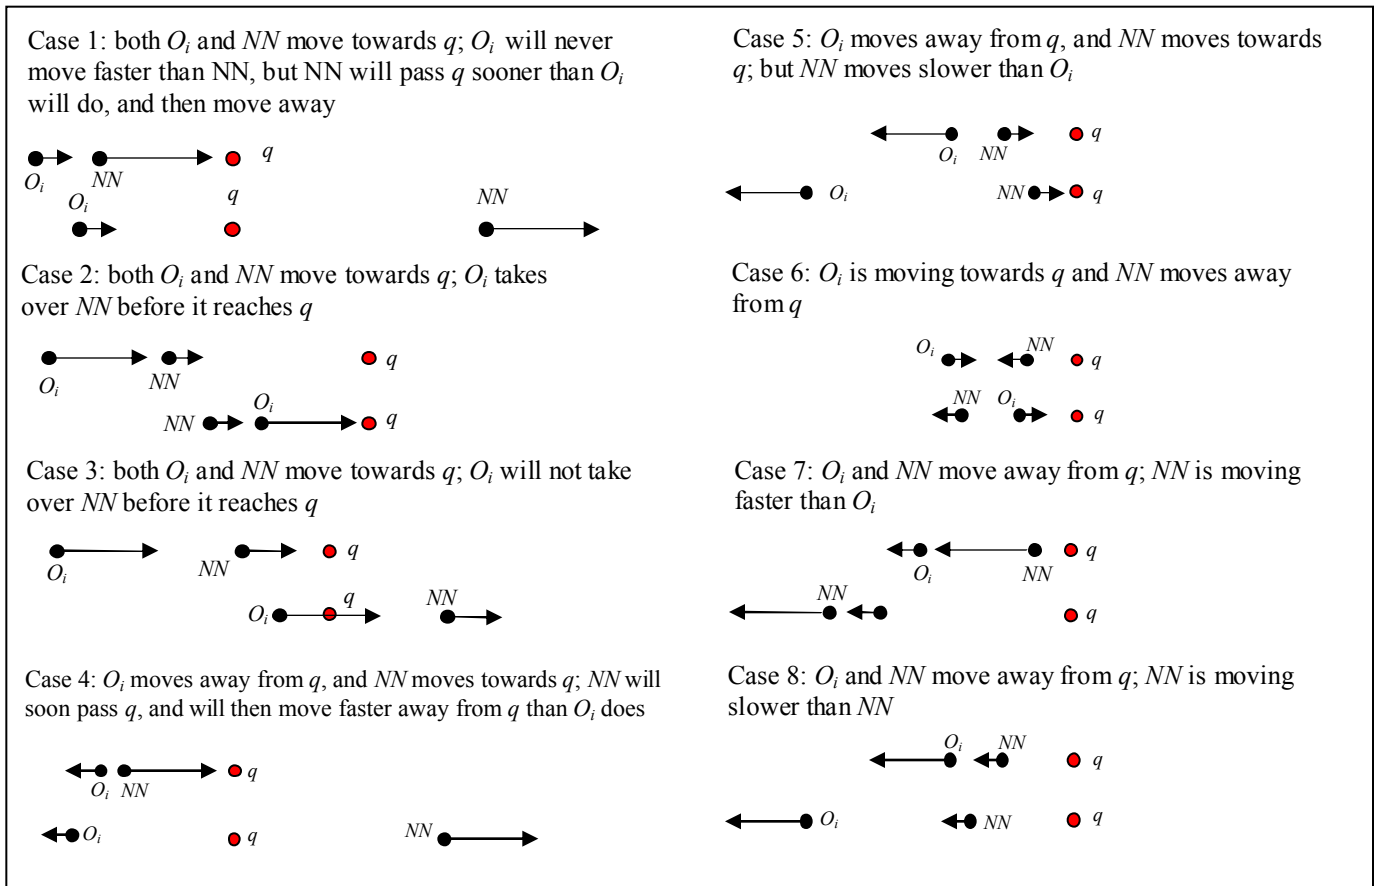 Case 1: both Oi and NN move towards q; Oi will never
move faster than NN, but NN will pass q sooner than Oi
will do, and then move away
q
Oi
NN
Oi
q
NN
Case 2: both Oi and NN move towards q; Oi takes
over NN before it reaches q
q
Oi
NN
Oi
NN
q
Case 3: both Oi and NN move towards q; Oi will not take
over NN before it reaches q
q
NN
Oi
q
NN
Oi
Case 4: Oi moves away from q, and NN moves towards q; NN will
soon pass q, and will then move faster away from q than Oi does
q
Oi NN
Oi
NN
q
Case 5: Oi moves away from q, and NN moves towards
q; but NN moves slower than Oi
q
Oi
NN
Oi
NN
q
Case 6: Oi is moving towards q and NN moves away
from q
Oi
NN
q
NN
Oi
q
Case 7: Oi and NN move away from q; NN is moving
faster than Oi
q
Oi
NN
NN
q
Case 8: Oi and NN move away from q; NN is moving
slower than NN
Oi
NN
q
Oi
NN
q